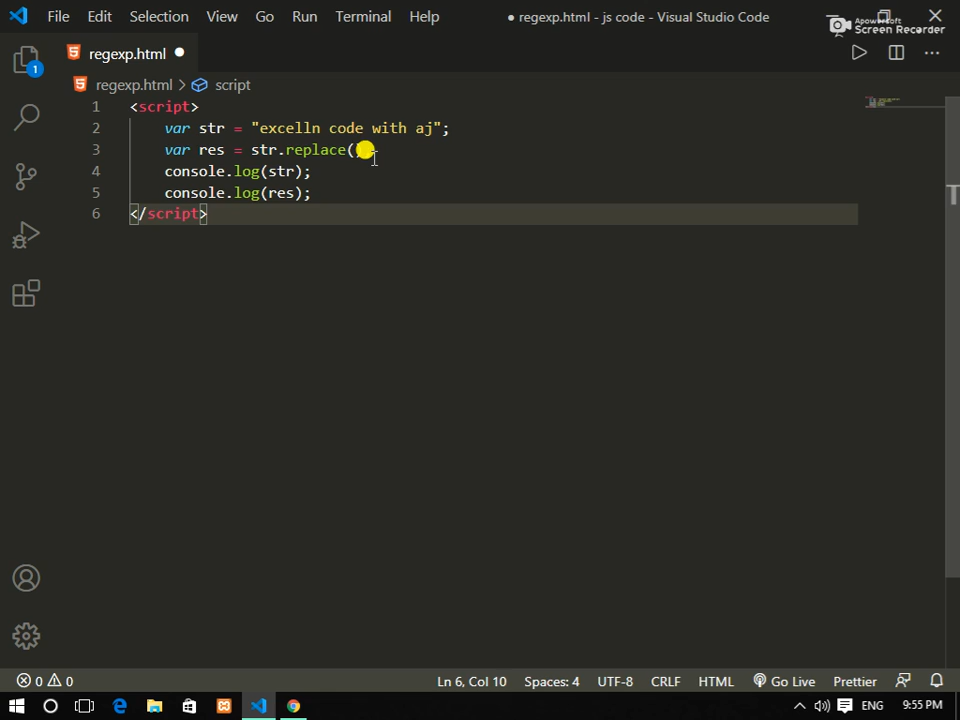 File Edit Selection View Go Run Terminal Help ● regexp.html - js code - Visual Studio Code
Apowersoft
Screen Recorder
regexp.html ●
regexp.html > script
1 <script>
2 var str = "excelln code with aj";
3 var res = str.replace(
4 console.log(str);
5 console.log(res);
6 </script>
1
T
0 0 Ln 6, Col 10 Spaces: 4 UTF-8 CRLF HTML Go Live Prettier
ENG 9:55 PM